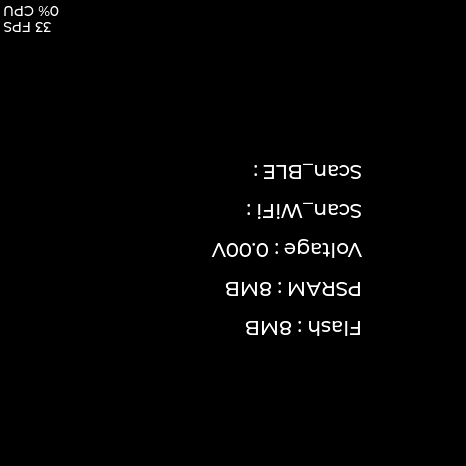 Flash : 8MB
PSRAM : 8MB
Voltage : 0.00V
Scan_WiFi :
Scan_BLE :
33 FPS
0% CPU